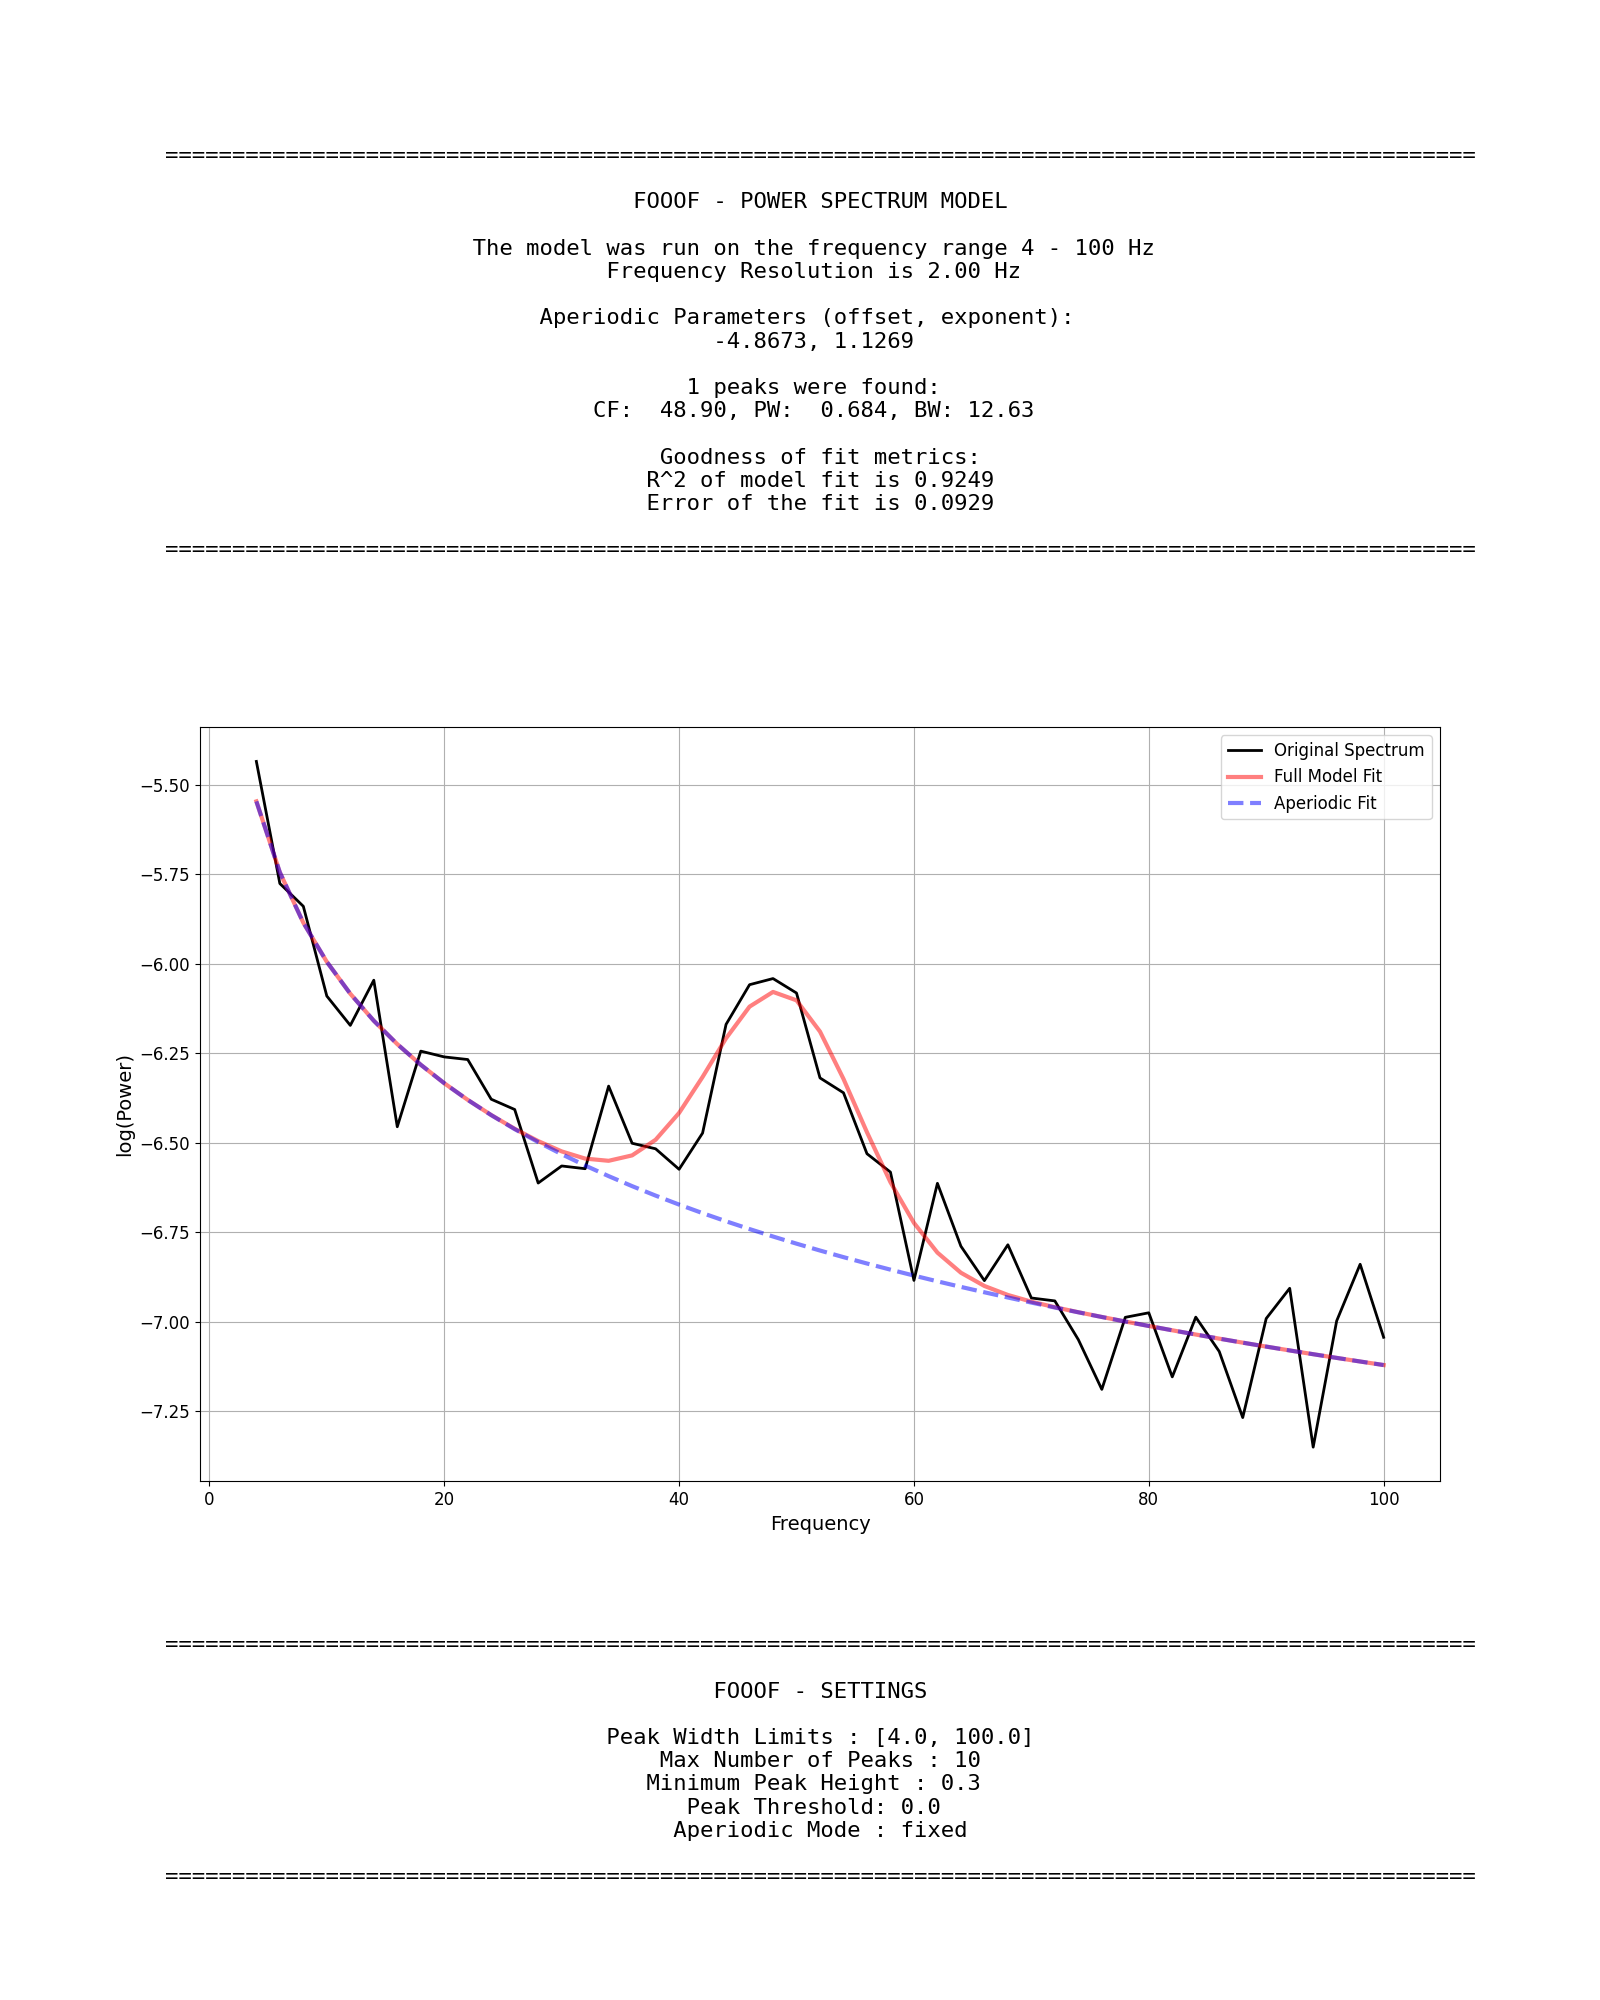 ==================================================================================================
FOOOF - POWER SPECTRUM MODEL
The model was run on the frequency range 4 - 100 Hz
Frequency Resolution is 2.00 Hz
Aperiodic Parameters (offset, exponent):
-4.8673, 1.1269
1 peaks were found:
CF:  48.90, PW:  0.684, BW: 12.63
Goodness of fit metrics:
R^2 of model fit is 0.9249
Error of the fit is 0.0929
==================================================================================================
Original Spectrum
Full Model Fit
Aperiodic Fit
−5.50
−5.75
−6.00
−6.25
−6.50
−6.75
−7.00
−7.25
log(Power)
0 20 40 60 80 100
Frequency
==================================================================================================
FOOOF - SETTINGS
Peak Width Limits : [4.0, 100.0]
Max Number of Peaks : 10
Minimum Peak Height : 0.3
Peak Threshold: 0.0
Aperiodic Mode : fixed
==================================================================================================